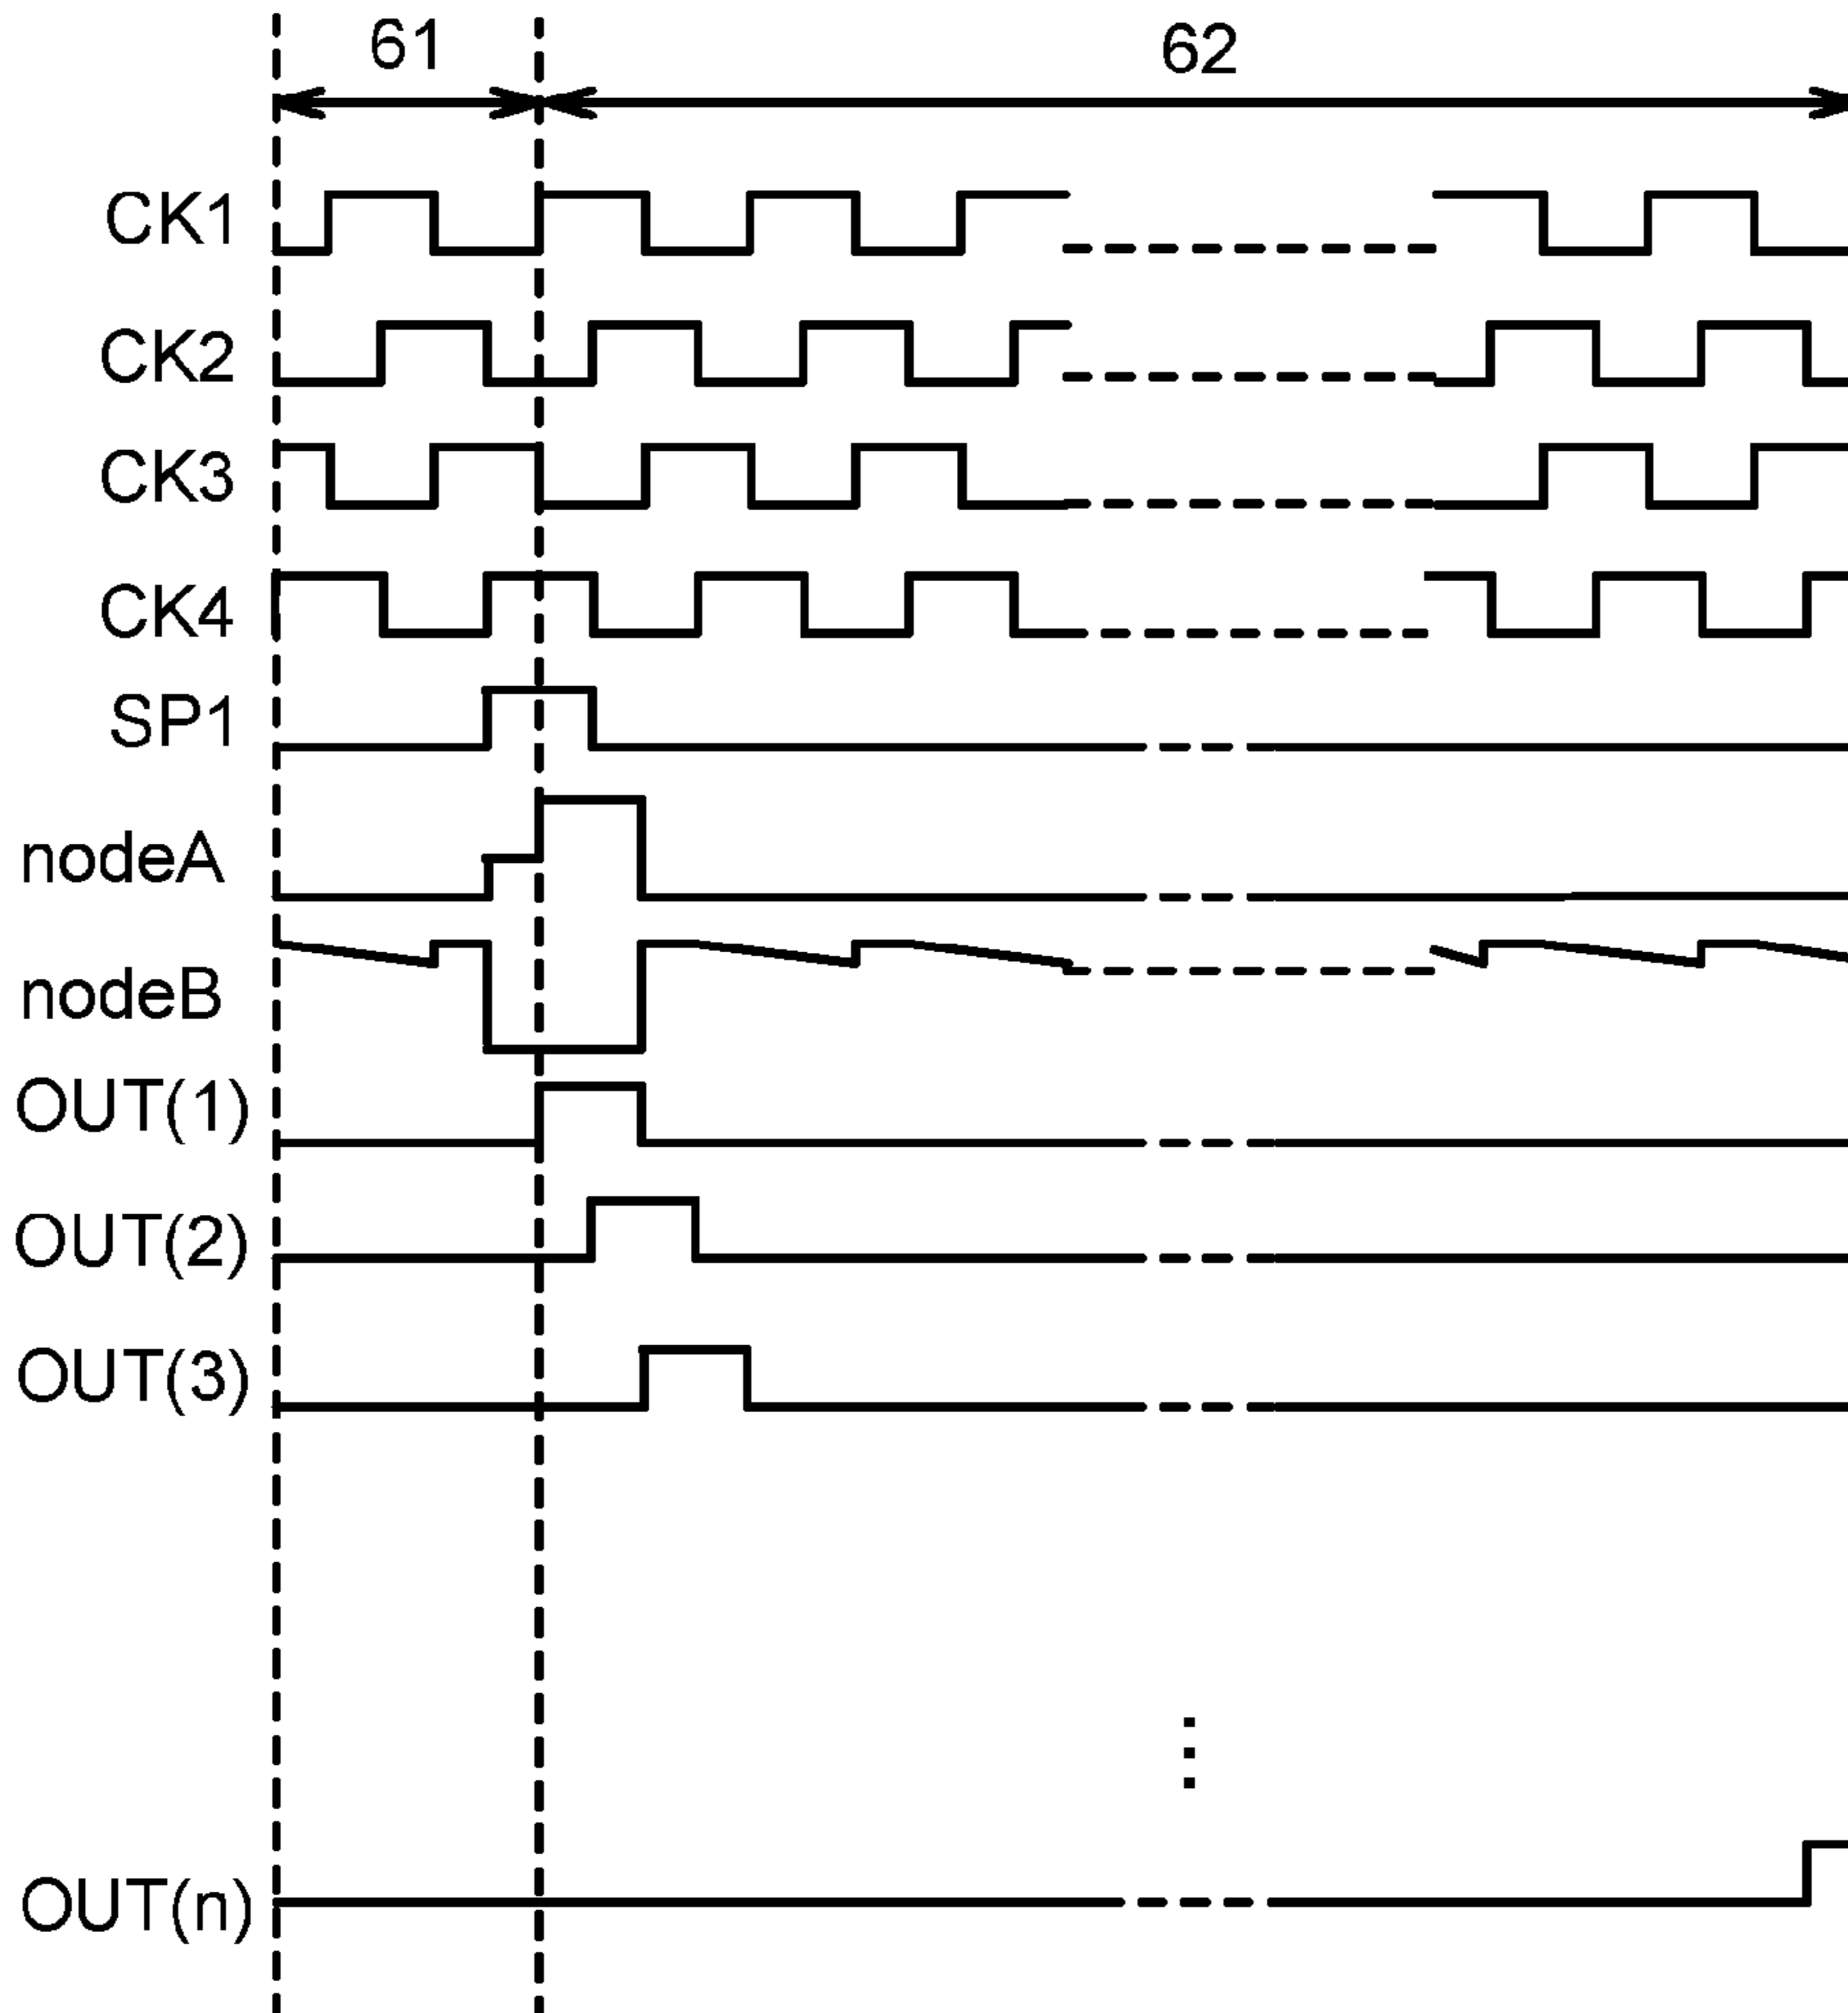 61 62
CK1
CK2
CK3
CK4
SP1
nodeA
nodeB
OUT(1)
OUT(2)
OUT(3)
OUT(n)